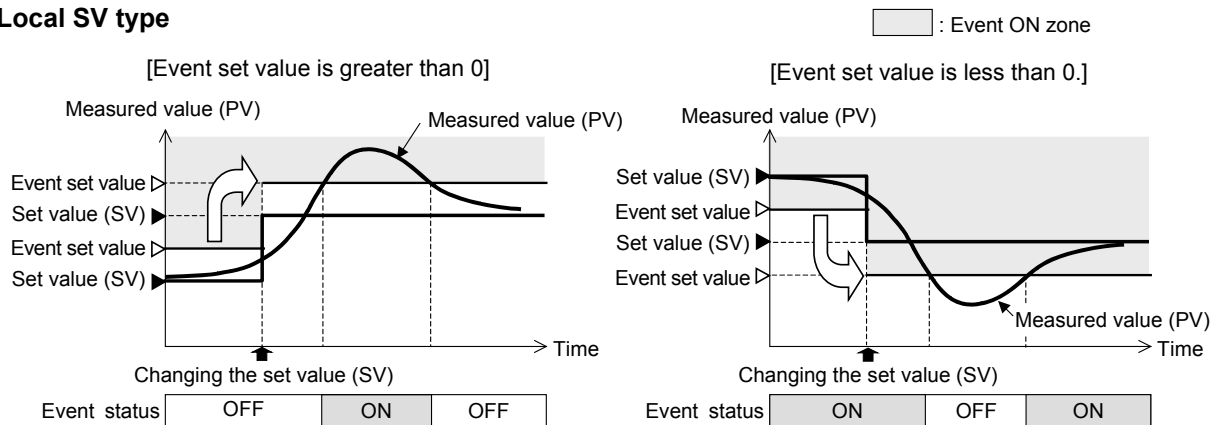 Local SV type
: Event ON zone
[Event set value is greater than 0]
Measured value (PV)
Measured value (PV)
Event set value
Set value (SV)
Event set value
Set value (SV)
Time
Changing the set value (SV)
Event status OFF ON OFF
[Event set value is less than 0.]
Measured value (PV)
Set value (SV)
Event set value
Set value (SV)
Event set value
Measured value (PV)
Time
Changing the set value (SV)
Event status ON OFF ON